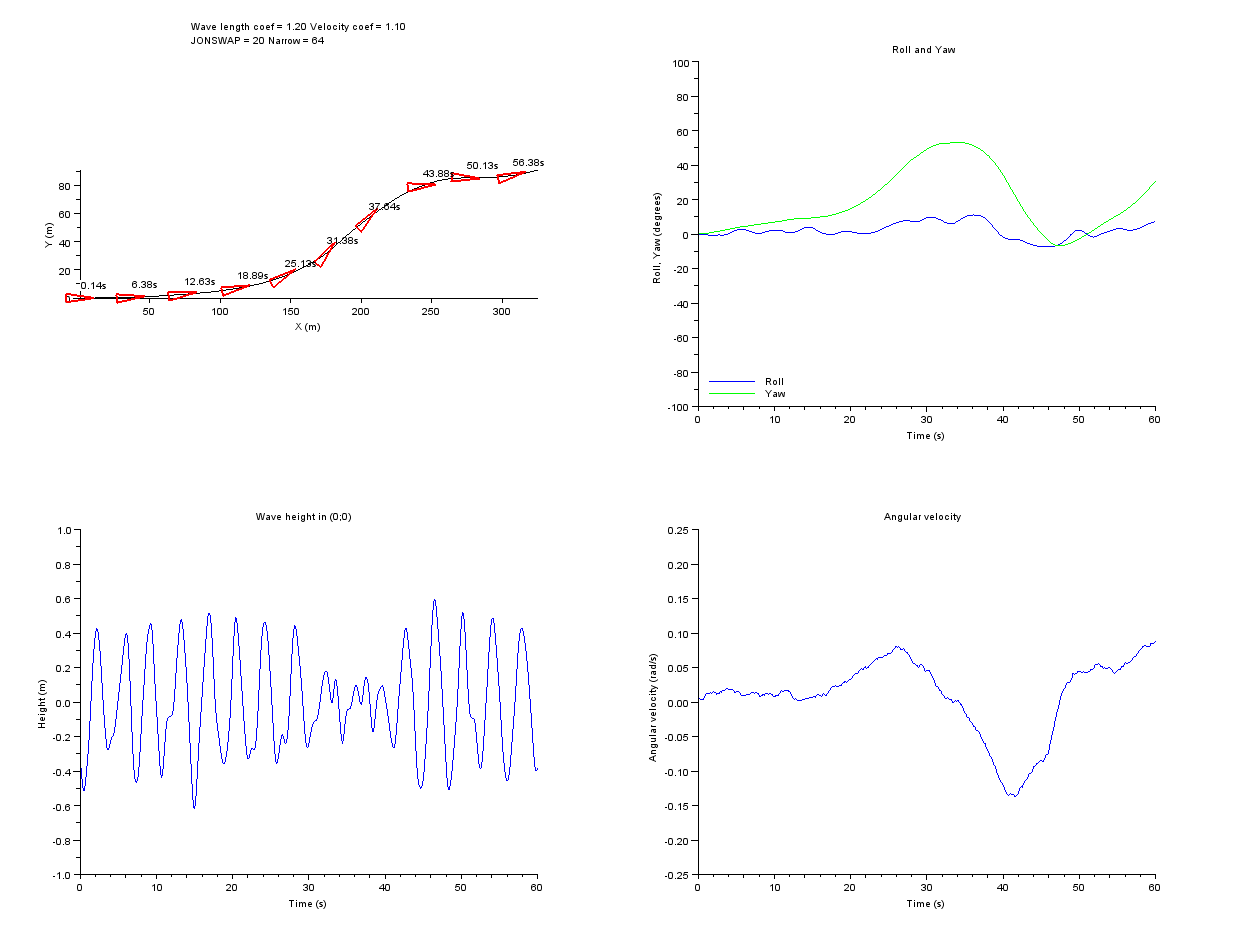 Wave length coef = 1.20 Velocity coef = 1.10
JONSWAP = 20 Narrow = 64
Y (m)
80
60
40
20
0
0.14s
6.38s
12.63s
18.89s
25.13s
31.38s
37.64s
43.88s
50.13s
56.38s
50
100
150
200
250
300
X (m)
Roll and Yaw
Roll, Yaw (degrees)
100
80
60
40
20
0
-20
-40
-60
-80
-100
Roll
Yaw
0
10
20
30
40
50
60
Time (s)
Wave height in (0;0)
Height (m)
1.0
0.8
0.6
0.4
0.2
0.0
-0.2
-0.4
-0.6
-0.8
-1.0
0
10
20
30
40
50
60
Time (s)
Angular velocity
Angular velocity (rad/s)
0.25
0.20
0.15
0.10
0.05
0.00
-0.05
-0.10
-0.15
-0.20
-0.25
0
10
20
30
40
50
60
Time (s)